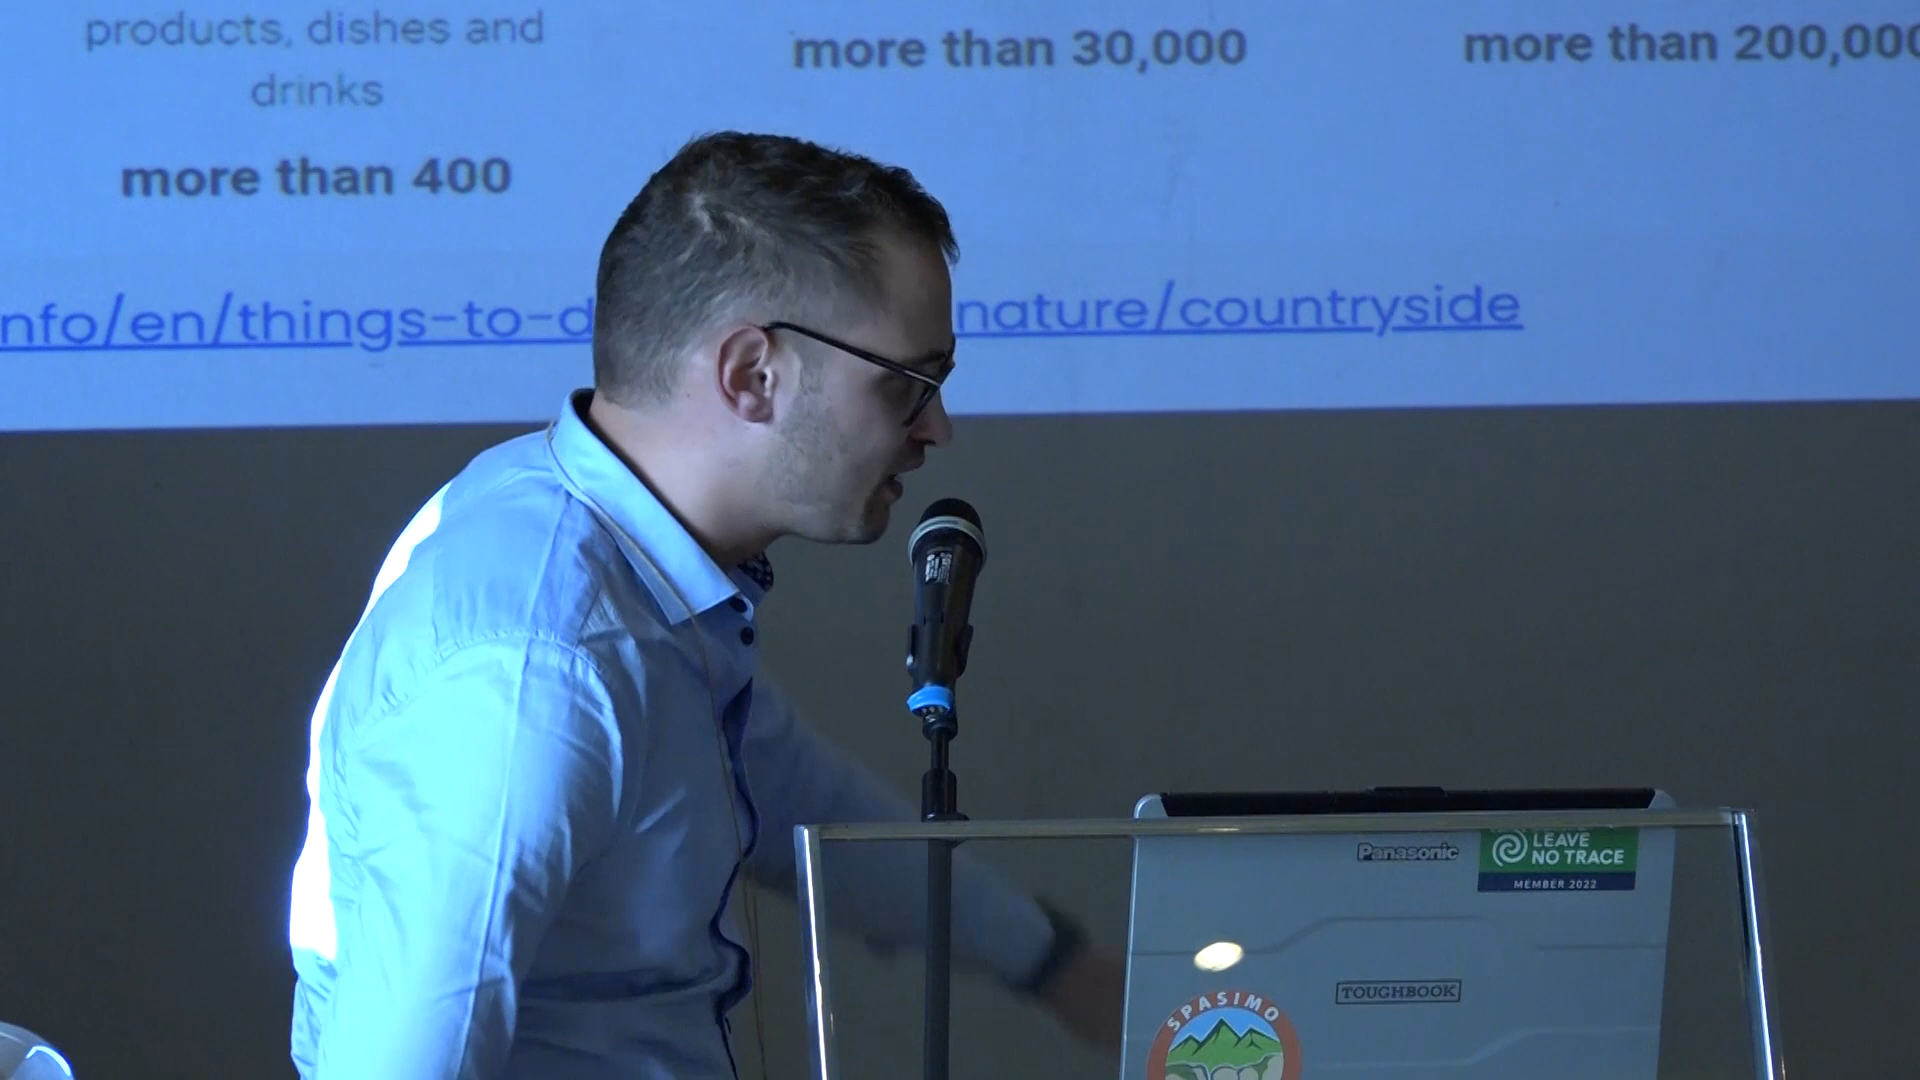 products, dishes and
drinks
more than 400
more than 30,000
more than 200,000
nfo/en/things-to-d
nature/countryside
Panasonic
LEAVE
NO TRACE
MEMBER 2022
TOUGHBOOK
SPASIMO